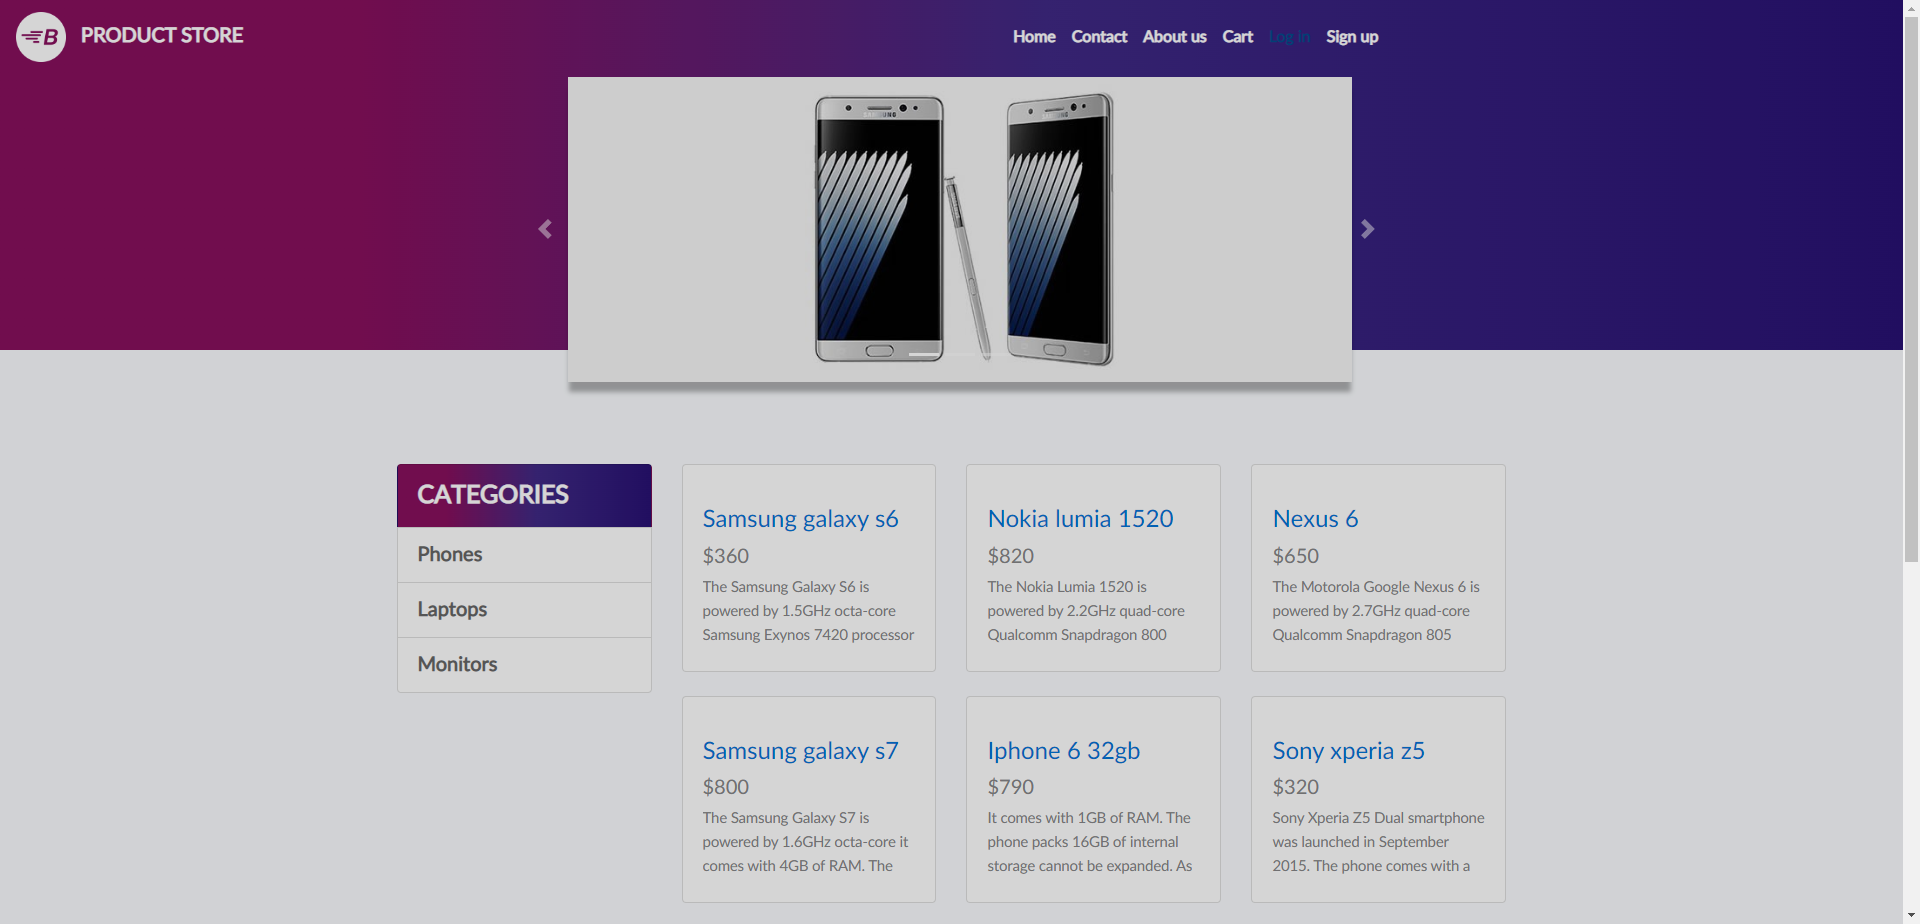 B PRODUCT STORE
Home Contact About us Cart Log in Sign up
SAMSUNG SAMSUNG
CATEGORIES
Phones
Laptops
Monitors
Samsung galaxy s6
$360
The Samsung Galaxy S6 is
powered by 1.5GHz octa-core
Samsung Exynos 7420 processor
Nokia lumia 1520
$820
The Nokia Lumia 1520 is
powered by 2.2GHz quad-core
Qualcomm Snapdragon 800
Nexus 6
$650
The Motorola Google Nexus 6 is
powered by 2.7GHz quad-core
Qualcomm Snapdragon 805
Samsung galaxy s7
$800
The Samsung Galaxy S7 is
powered by 1.6GHz octa-core it
comes with 4GB of RAM. The
Iphone 6 32gb
$790
It comes with 1GB of RAM. The
phone packs 16GB of internal
storage cannot be expanded. As
Sony xperia z5
$320
Sony Xperia Z5 Dual smartphone
was launched in September
2015. The phone comes with a